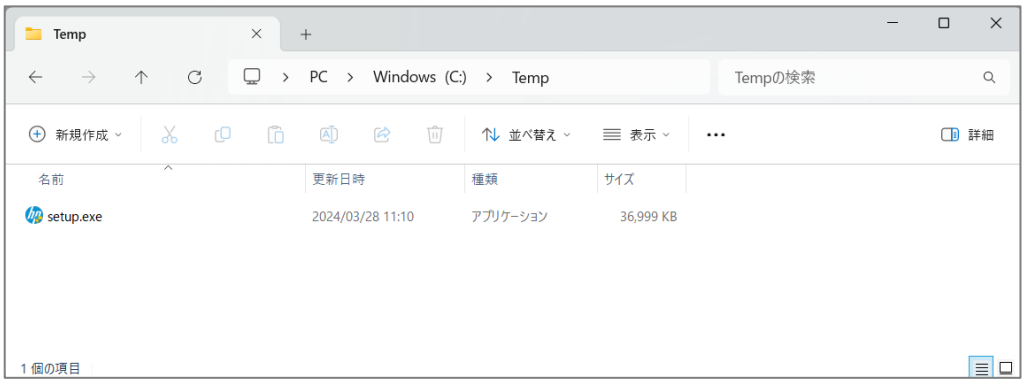 Temp
PC > Windows (C:) > Temp
Tempの検索
新規作成
並べ替え
表示
詳細
名前 更新日時 種類 サイズ
hp setup.exe 2024/03/28 11:10 アプリケーション 36,999 KB
1 個の項目